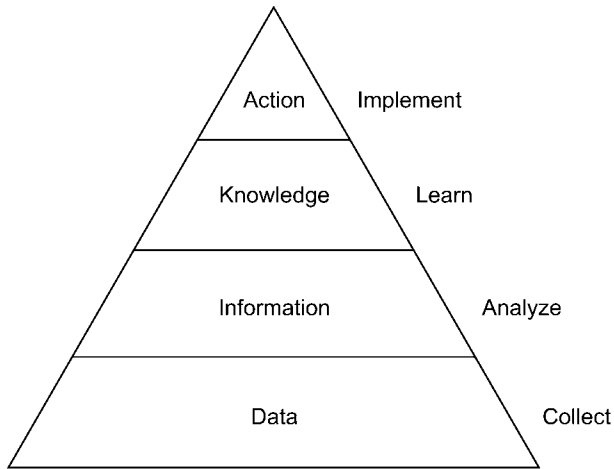 Action Implement
Knowledge Learn
Information Analyze
Data Collect